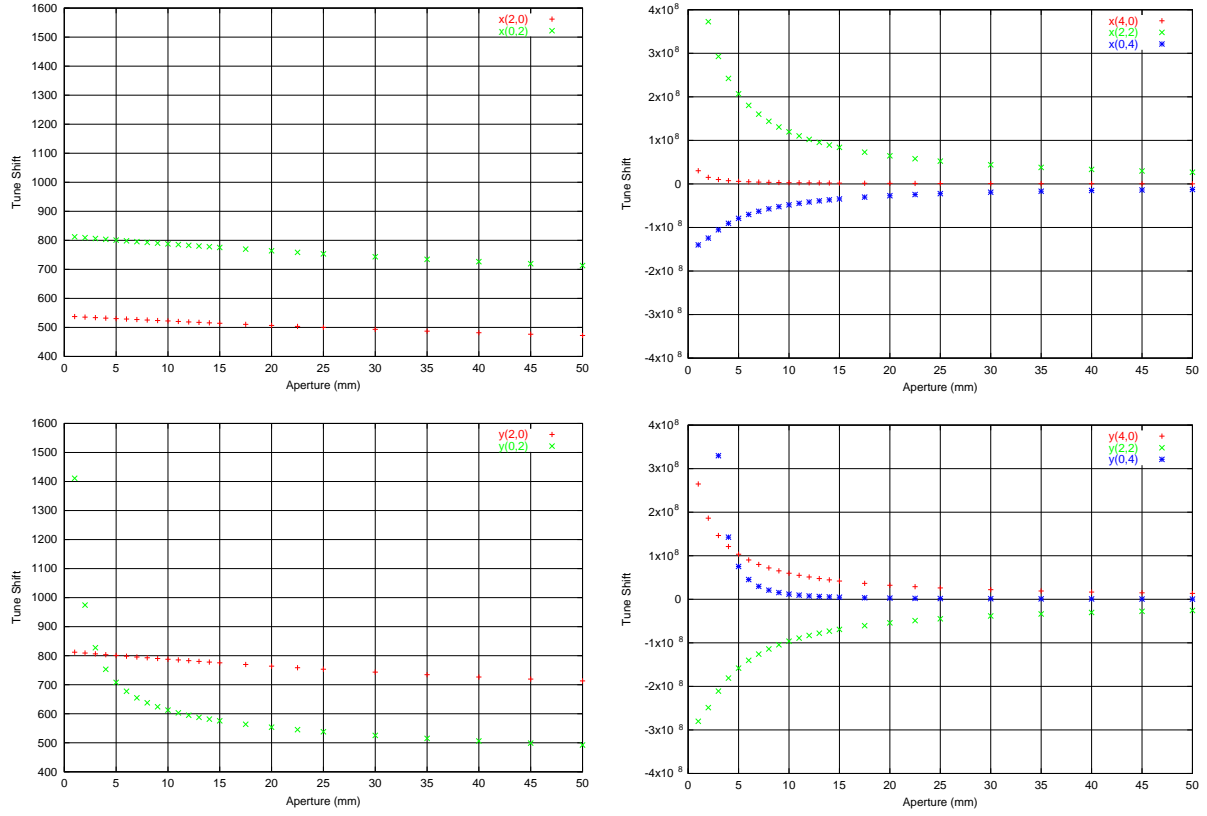 1600
1500
1400
1300
1200
1100
1000
900
800
700
600
500
400
Tune Shift
0 5 10 15 20 25 30 35 40 45 50
Aperture (mm)
x(2,0)
x(0,2)
4x10 8
3x10 8
2x10 8
1x10 8
0
-1x10 8
-2x10 8
-3x10 8
-4x10 8
Tune Shift
0 5 10 15 20 25 30 35 40 45 50
Aperture (mm)
x(4,0)
x(2,2)
x(0,4)
1600
1500
1400
1300
1200
1100
1000
900
800
700
600
500
400
Tune Shift
0 5 10 15 20 25 30 35 40 45 50
Aperture (mm)
y(2,0)
y(0,2)
4x10 8
3x10 8
2x10 8
1x10 8
0
-1x10 8
-2x10 8
-3x10 8
-4x10 8
Tune Shift
0 5 10 15 20 25 30 35 40 45 50
Aperture (mm)
y(4,0)
y(2,2)
y(0,4)